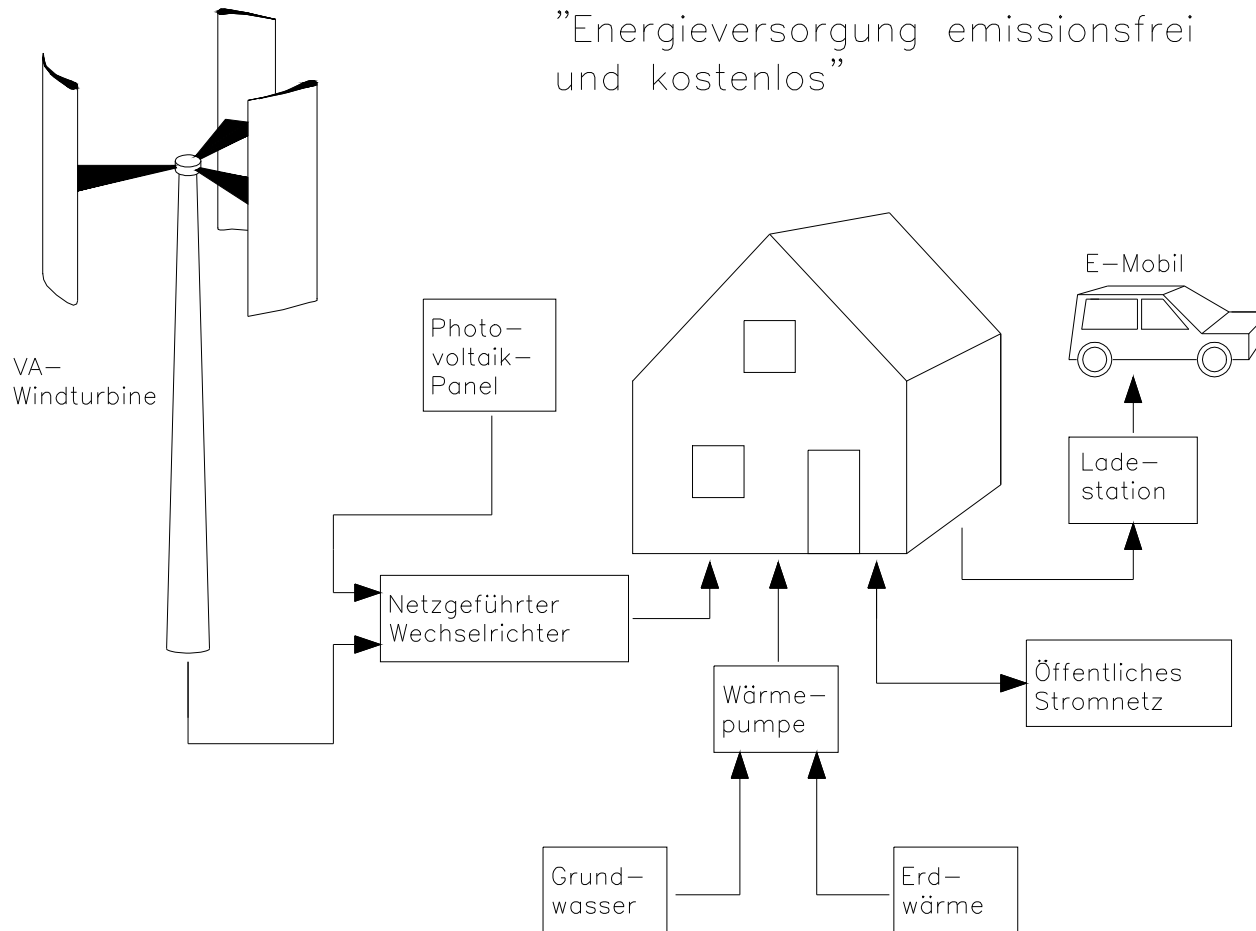 "Energieversorgung emissionsfrei
und kostenlos"
E-Mobil
Photo-
voltaik-
Panel
VA-
Windturbine
Lade-
station
Netzgeführter
Wechselrichter
Öffentliches
Stromnetz
Wärme-
pumpe
Grund-
wasser
Erd-
wärme